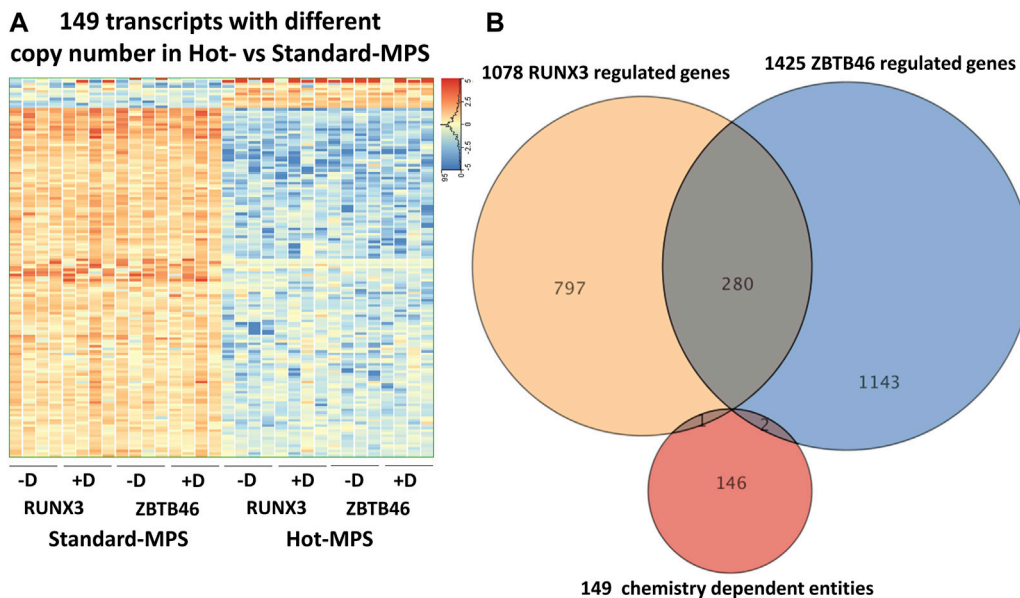 A
149 transcripts with different
copy number in Hot- vs Standard-MPS
5
2.5
0
-2.5
-5
95
0
-D +D -D +D -D +D -D +D
RUNX3 ZBTB46 RUNX3 ZBTB46
Standard-MPS Hot-MPS
B
1078 RUNX3 regulated genes
1425 ZBTB46 regulated genes
797
280
1143
1
2
146
149 chemistry dependent entities